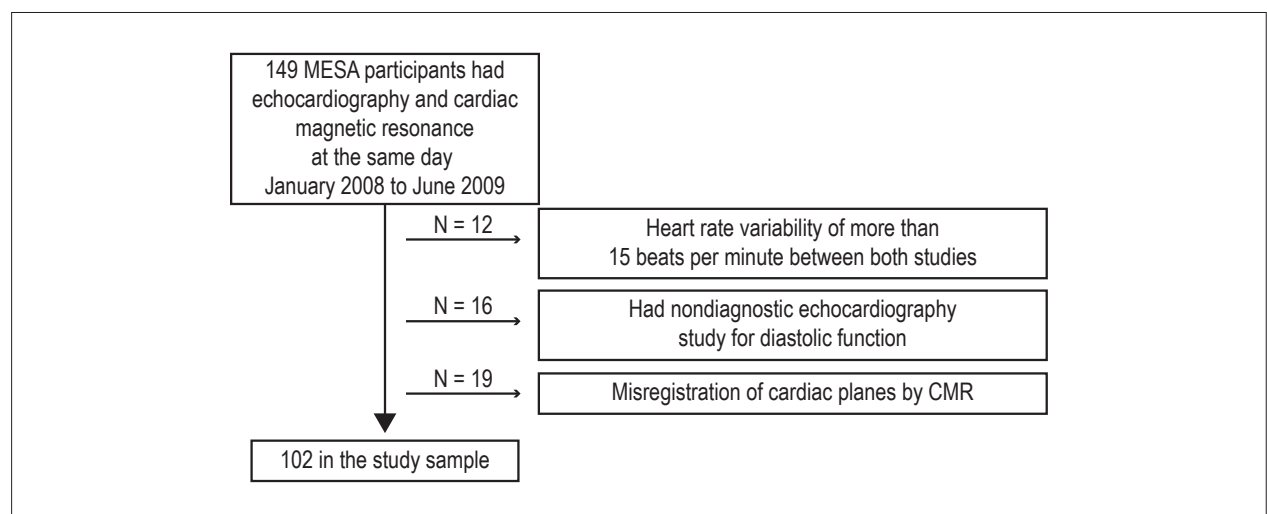 149 MESA participants had
echocardiography and cardiac
magnetic resonance
at the same day
January 2008 to June 2009
N = 12
Heart rate variability of more than
15 beats per minute between both studies
N = 16
Had nondiagnostic echocardiography
study for diastolic function
N = 19
Misregistration of cardiac planes by CMR
102 in the study sample